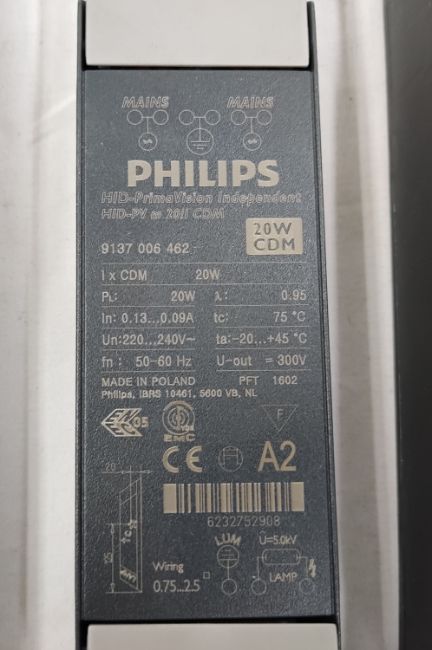 MAINS MAINS
PHILIPS
HID-PrimaVision Independent
HID-PV m 20/I CDM
20W
CDM
9137 006 462
1 x CDM 20W
PL: 20W λ: 0.95
In: 0.13...0.09A tc: 75 °C
Un:220...240V~ ta:-20...+45 °C
fn: 50-60 Hz U-out = 300V
MADE IN POLAND PFT 1602
Philips, IBRS 10461, 5600 VB, NL
05
EMC
F
CE A2
6232752908
20
Wiring
0.75...2.5
LUM
U=5.0kV
LAMP